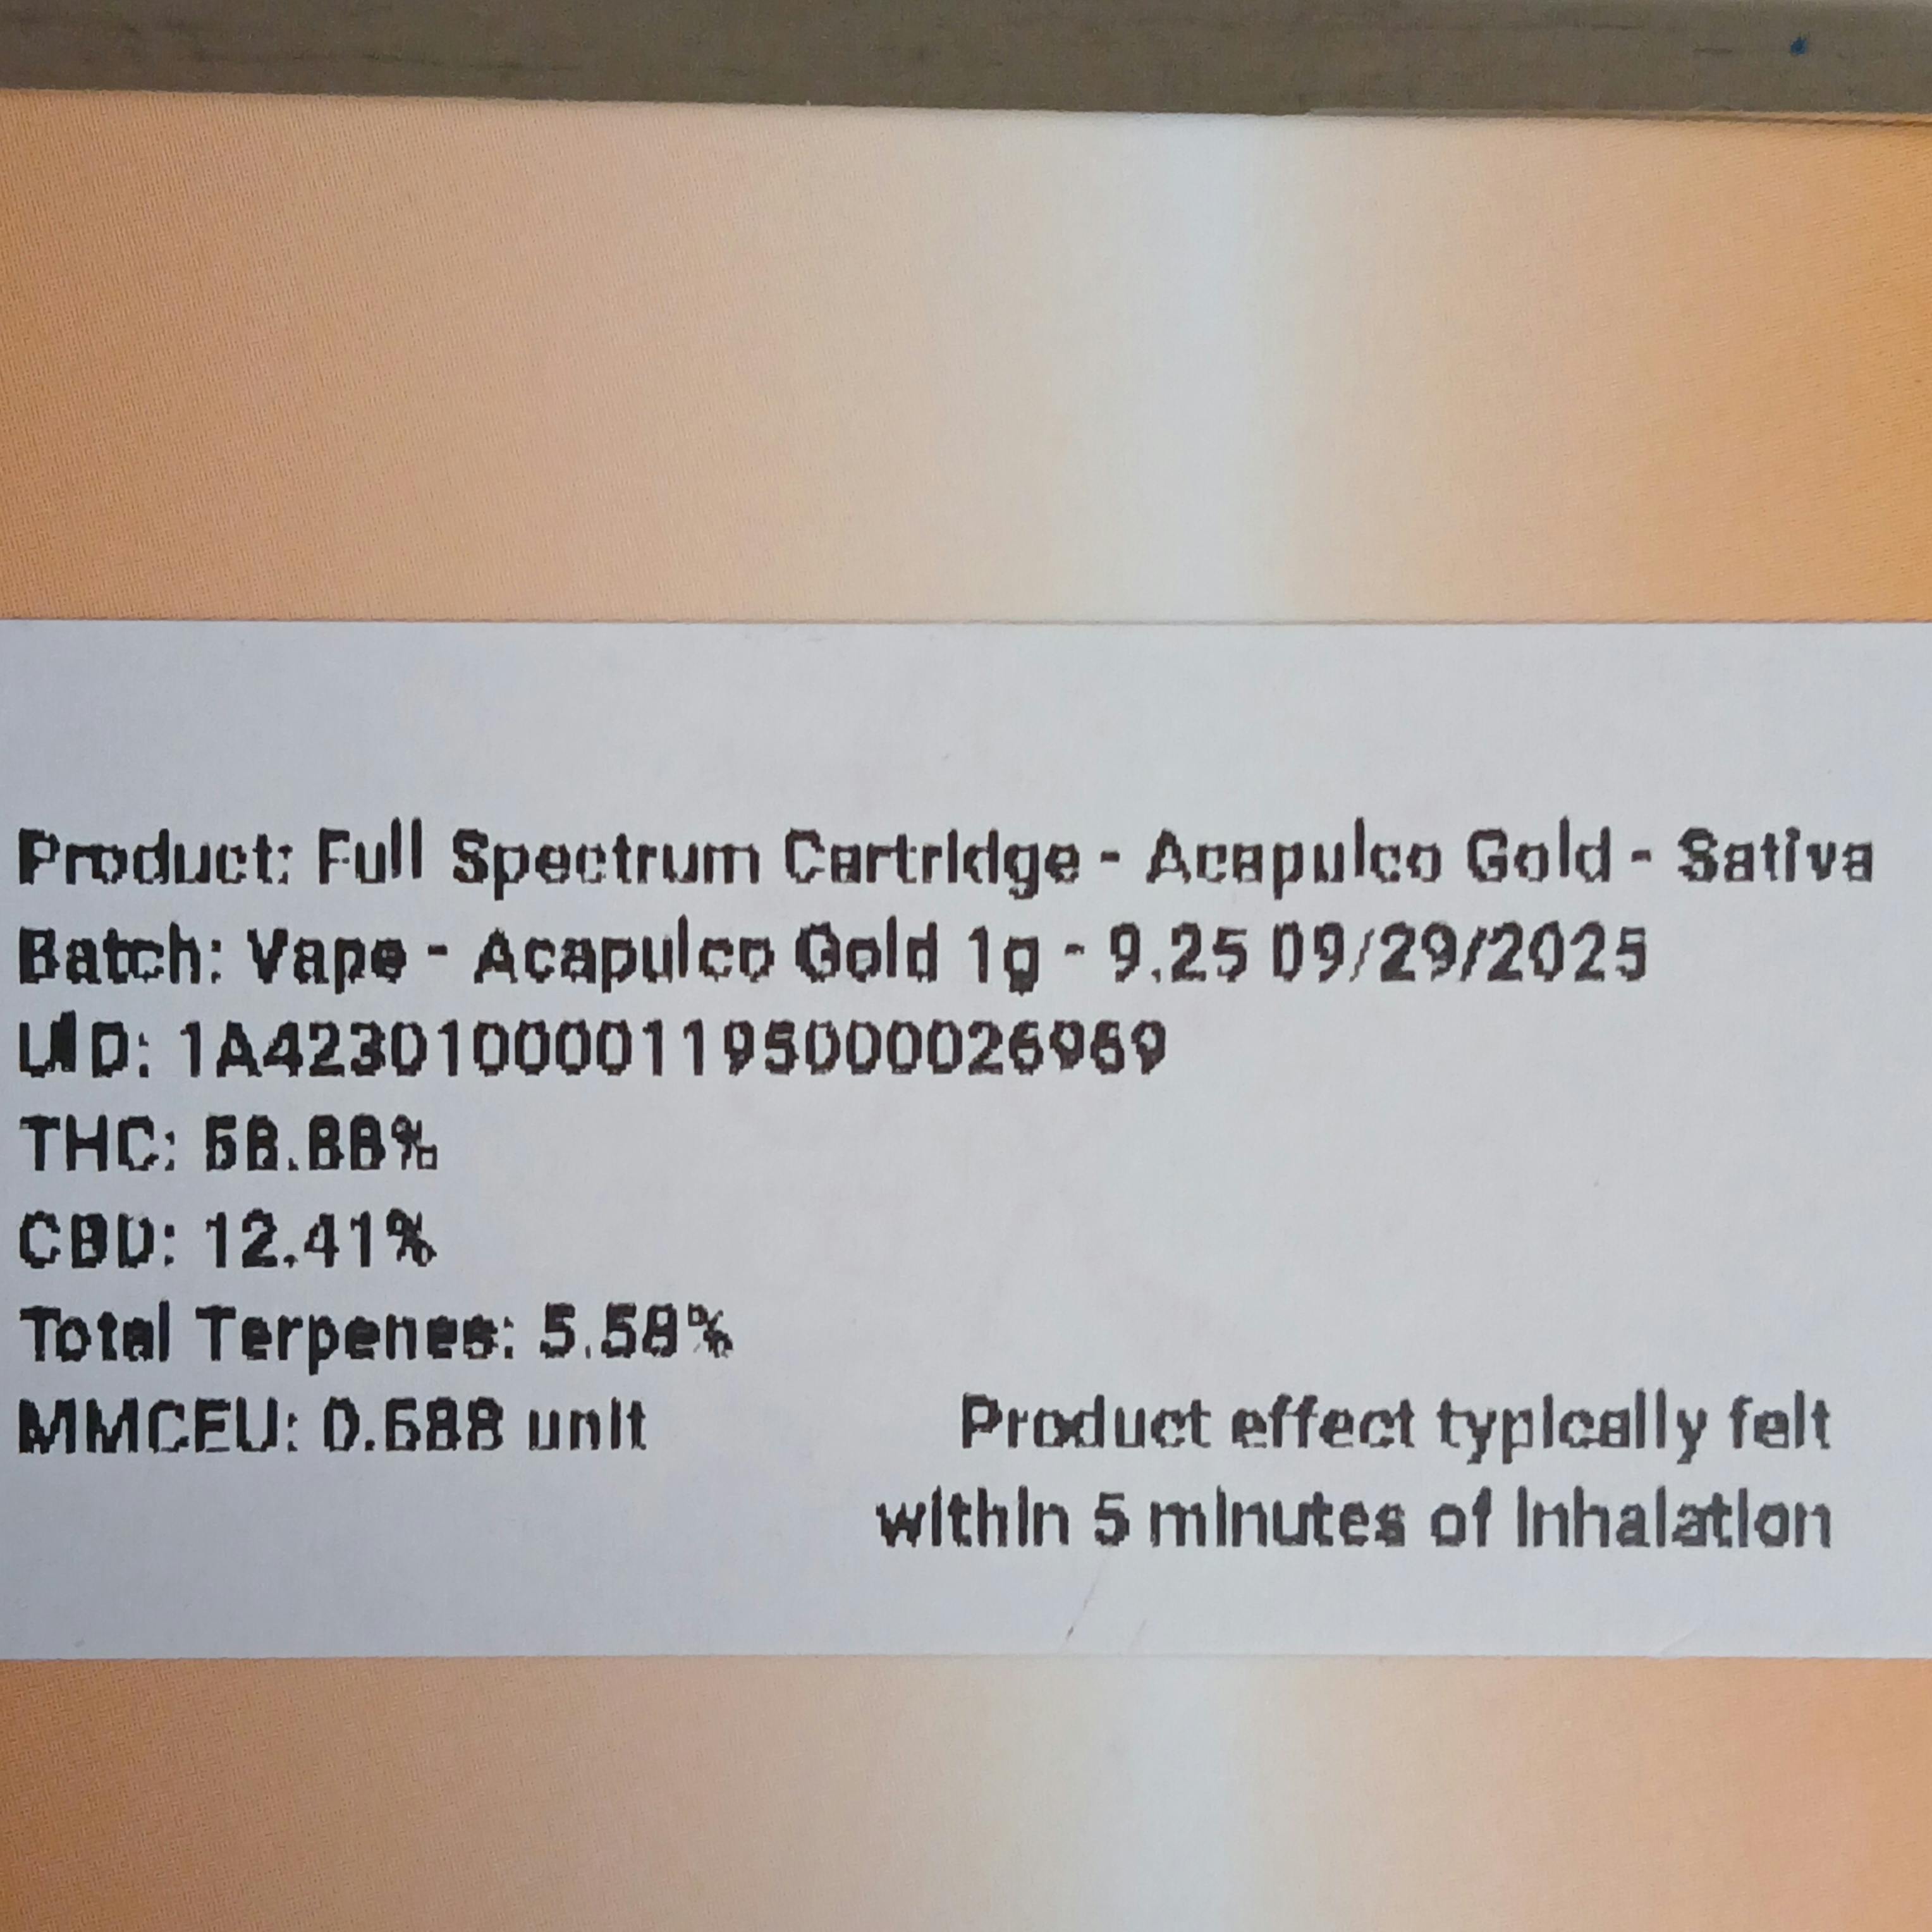 Product: Full Spectrum Cartridge - Acapulco Gold - Sativa
Batch: Vape - Acapulco Gold 1g - 9.25 09/29/2025
UID: 1A4230100001195000026969
THC: 68.88%
CBD: 12.41%
Total Terpenes: 5.58%
MMCEU: 0.688 unit
Product effect typically felt
within 5 minutes of inhalation